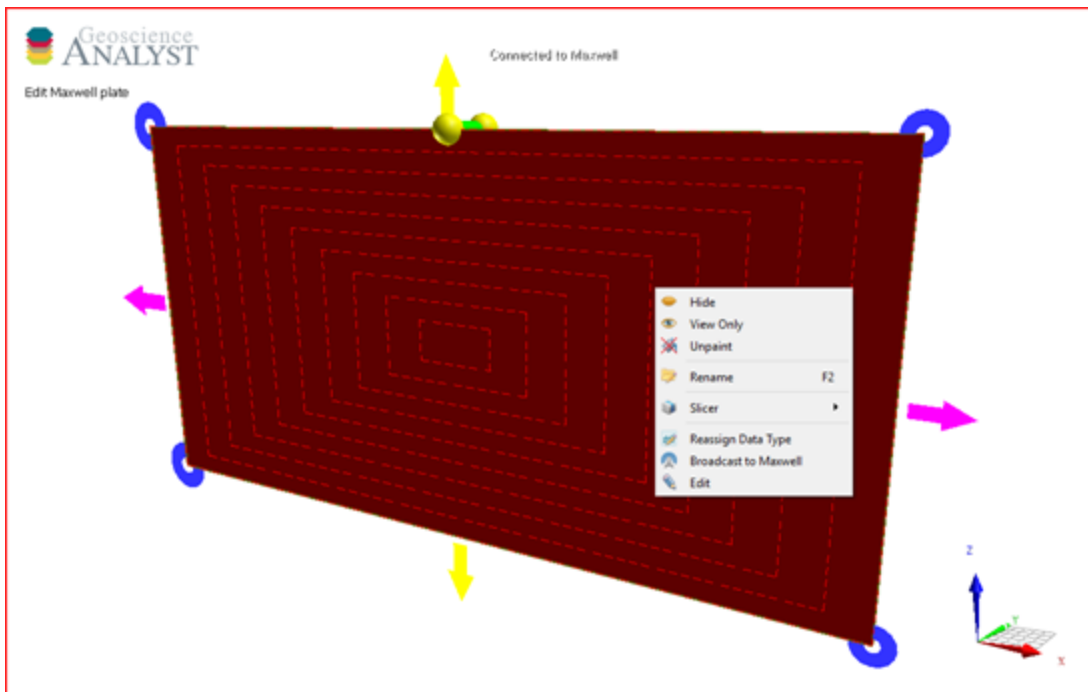 Geoscience
ANALYST
Connected to Maxwell
Edit Maxwell plate
Hide
View Only
Unpaint
Rename F2
Slicer
Reassign Data Type
Broadcast to Maxwell
Edit
Z
Y
X